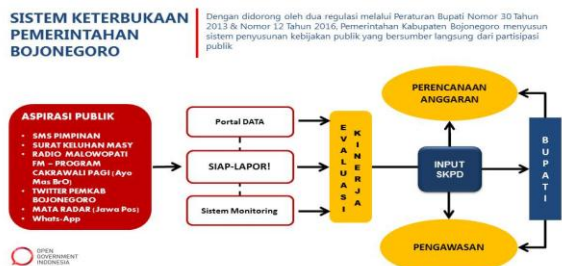 SISTEM KETERBUKAAN
PEMERINTAHAN
BOJONEGORO
Dengan didorong oleh dua regulasi melalui Peraturan Bupati Nomor 30 Tahun
2013 & Nomor 12 Tahun 2016, Pemerintahan Kabupaten Bojonegoro menyusun
sistem penyusunan kebijakan publik yang bersumber langsung dari partisipasi
publik
ASPIRASI PUBLIK
• SMS PIMPINAN
• SURAT KELUHAN MASY
• RADIO MALOWOPATI
FM – PROGRAM
CAKRAWALI PAGI (Ayo
Mas BrO)
• TWITTER PEMKAB
BOJONEGORO
• MATA RADAR (Jawa Pos)
• Whats-App
Portal DATA
SIAP-LAPOR!
Sistem Monitoring
EVALUASI
KINERJA
PERENCANAAN
ANGGARAN
INPUT
SKPD
PENGAWASAN
BUPATI
OPEN
GOVERNMENT
INDONESIA